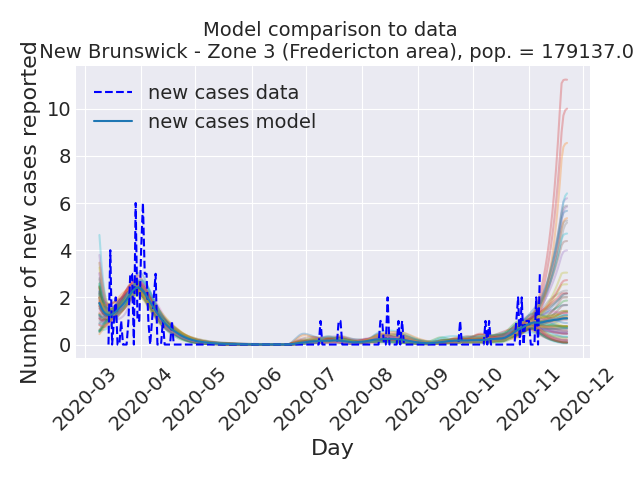 Model comparison to data
New Brunswick - Zone 3 (Fredericton area), pop. = 179137.0
Number of new cases reported
10
8
6
4
2
0
new cases data
new cases model
2020-03
2020-04
2020-05
2020-06
2020-07
2020-08
2020-09
2020-10
2020-11
2020-12
Day